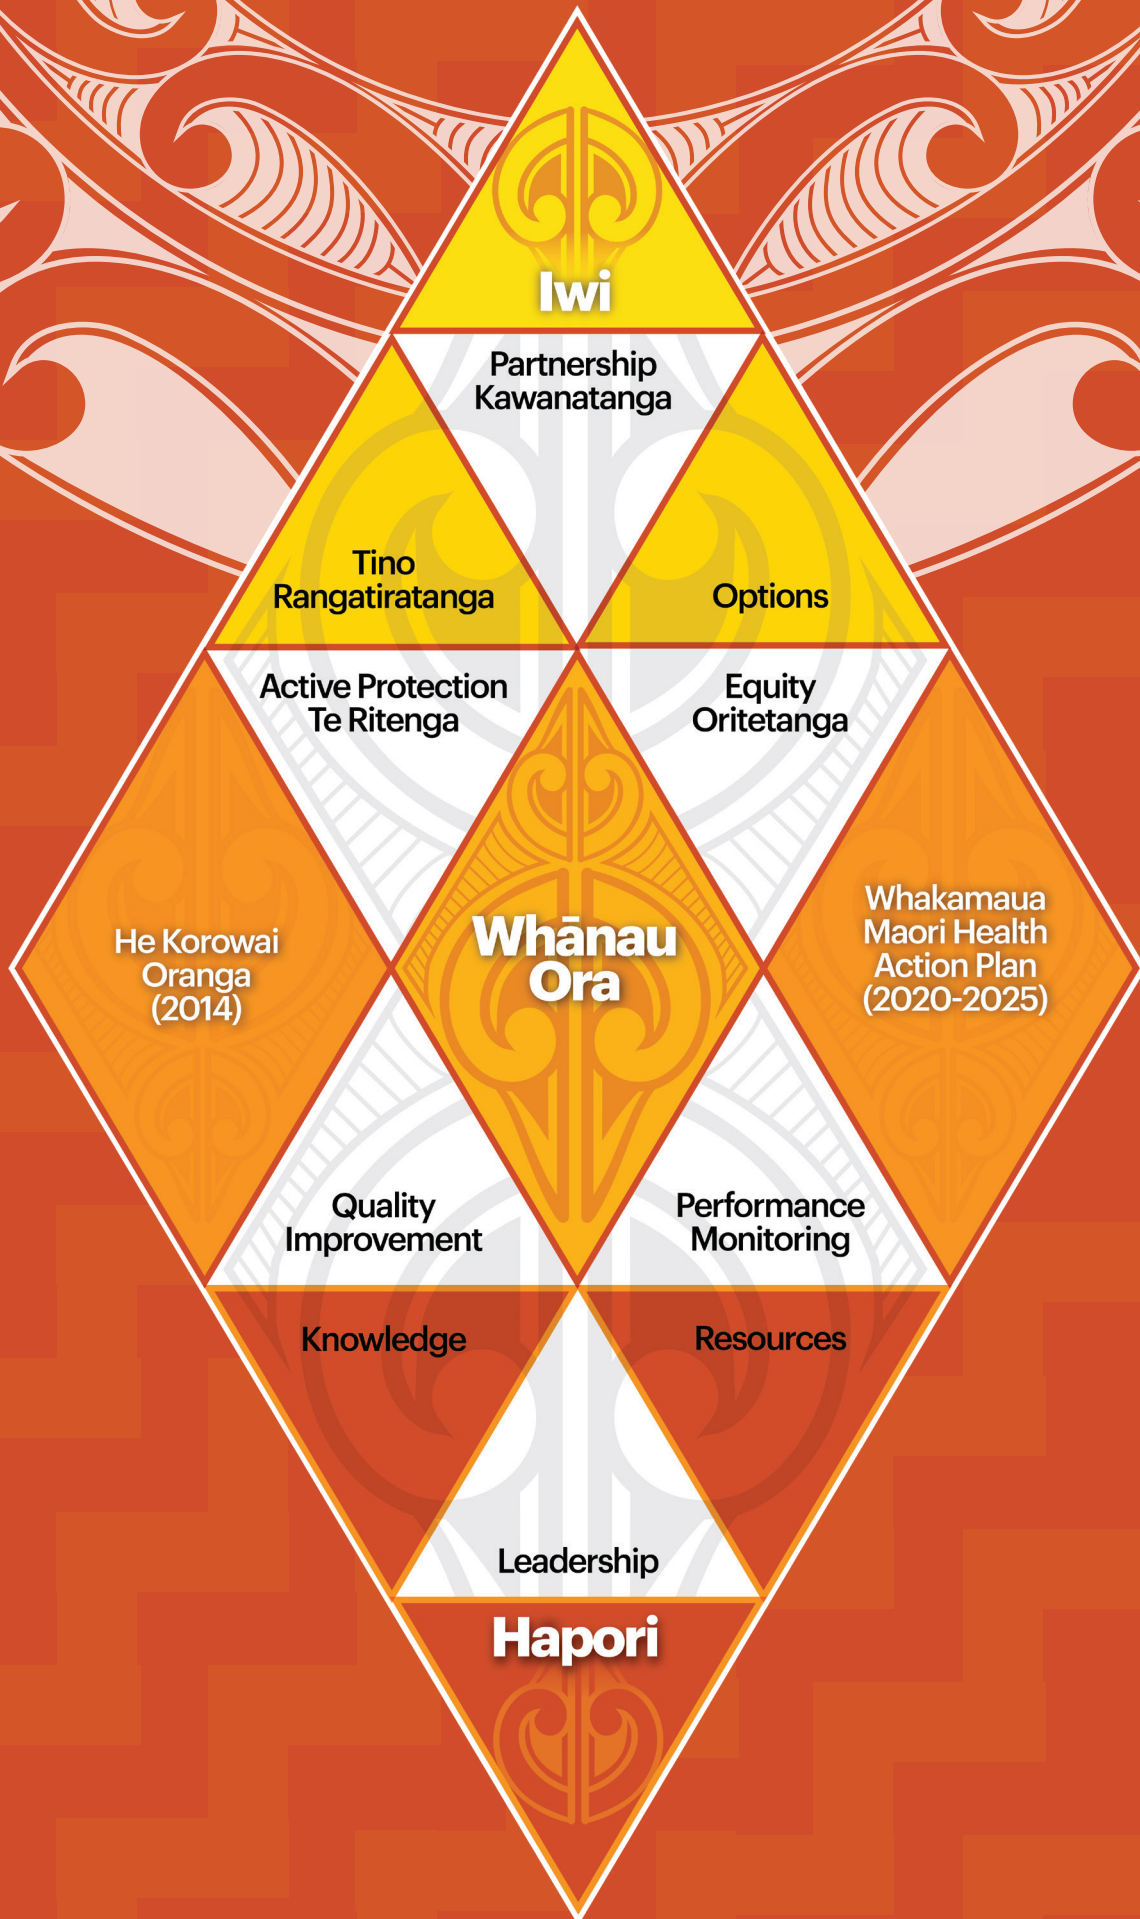 Iwi
Partnership
Kawanatanga
Tino
Rangatiratanga
Options
Active Protection
Te Ritenga
Equity
Oritetanga
He Korowai
Oranga
(2014)
Whānau
Ora
Whakamaua
Maori Health
Action Plan
(2020-2025)
Quality
Improvement
Performance
Monitoring
Knowledge
Resources
Leadership
Hapori